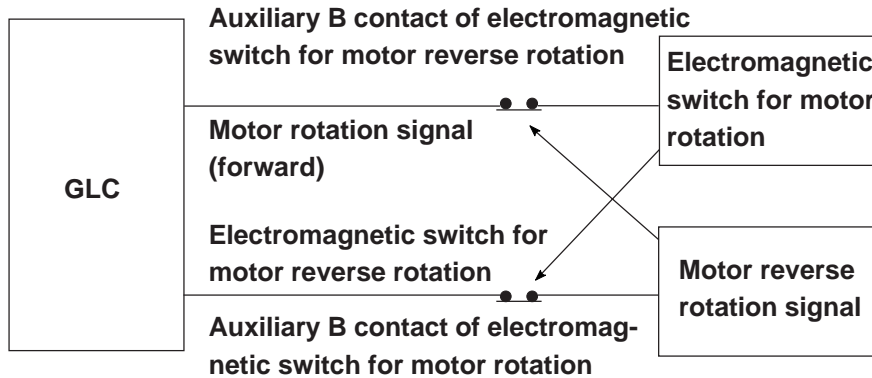 Auxiliary B contact of electromagnetic
switch for motor reverse rotation
Electromagnetic
switch for motor
rotation
Motor rotation signal
(forward)
GLC
Electromagnetic switch for
motor reverse rotation
Motor reverse
rotation signal
Auxiliary B contact of electromag-
netic switch for motor rotation